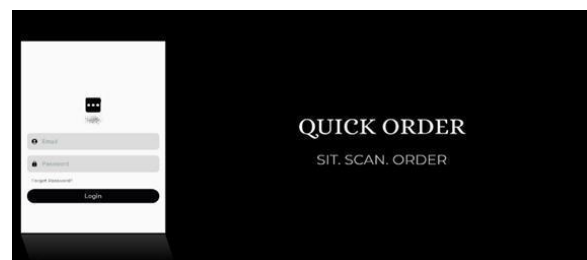 Email
Password
Forgot Password?
Login
QUICK ORDER
SIT. SCAN. ORDER